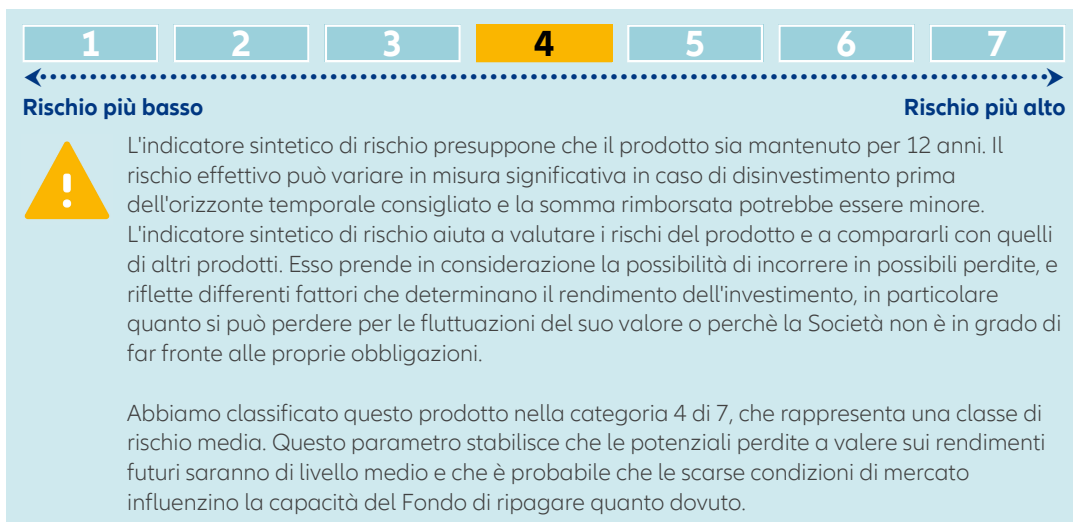 1 2 3 4 5 6 7
Rischio più basso Rischio più alto
L'indicatore sintetico di rischio presuppone che il prodotto sia mantenuto per 12 anni. Il
rischio effettivo può variare in misura significativa in caso di disinvestimento prima
dell'orizzonte temporale consigliato e la somma rimborsata potrebbe essere minore.
L'indicatore sintetico di rischio aiuta a valutare i rischi del prodotto e a compararli con quelli
di altri prodotti. Esso prende in considerazione la possibilità di incorrere in possibili perdite, e
riflette differenti fattori che determinano il rendimento dell'investimento, in particolare
quanto si può perdere per le fluttuazioni del suo valore o perchè la Società non è in grado di
far fronte alle proprie obbligazioni.
Abbiamo classificato questo prodotto nella categoria 4 di 7, che rappresenta una classe di
rischio media. Questo parametro stabilisce che le potenziali perdite a valere sui rendimenti
futuri saranno di livello medio e che è probabile che le scarse condizioni di mercato
influenzino la capacità del Fondo di ripagare quanto dovuto.